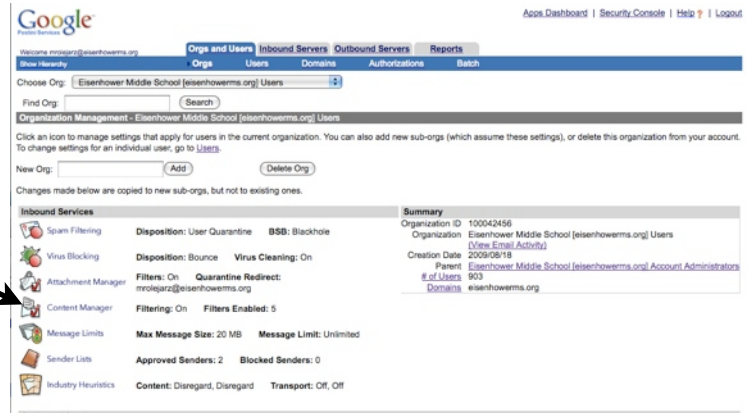 Google
Postini Services
Apps Dashboard | Security Console | Help ? | Logout
Welcome mrolejarz@eisenhowerms.org
Orgs and Users Inbound Servers Outbound Servers Reports
Show Hierarchy
Orgs Users Domains Authorizations Batch
Choose Org: Eisenhower Middle School [eisenhowerms.org] Users
Find Org: Search
Organization Management - Eisenhower Middle School [eisenhowerms.org] Users
Click an icon to manage settings that apply for users in the current organization. You can also add new sub-orgs (which assume these settings), or delete this organization from your account.
To change settings for an individual user, go to Users.
New Org: Add Delete Org
Changes made below are copied to new sub-orgs, but not to existing ones.
Inbound Services
Spam Filtering Disposition: User Quarantine BSB: Blackhole
Virus Blocking Disposition: Bounce Virus Cleaning: On
Attachment Manager Filters: On Quarantine Redirect:
mrolejarz@eisenhowerms.org
Content Manager Filtering: On Filters Enabled: 5
Message Limits Max Message Size: 20 MB Message Limit: Unlimited
Sender Lists Approved Senders: 2 Blocked Senders: 0
Industry Heuristics Content: Disregard, Disregard Transport: Off, Off
Summary
Organization ID 100042456
Organization Eisenhower Middle School [eisenhowerms.org] Users
(View Email Activity)
Creation Date 2009/08/18
Parent Eisenhower Middle School [eisenhowerms.org] Account Administrators
# of Users 903
Domains eisenhowerms.org